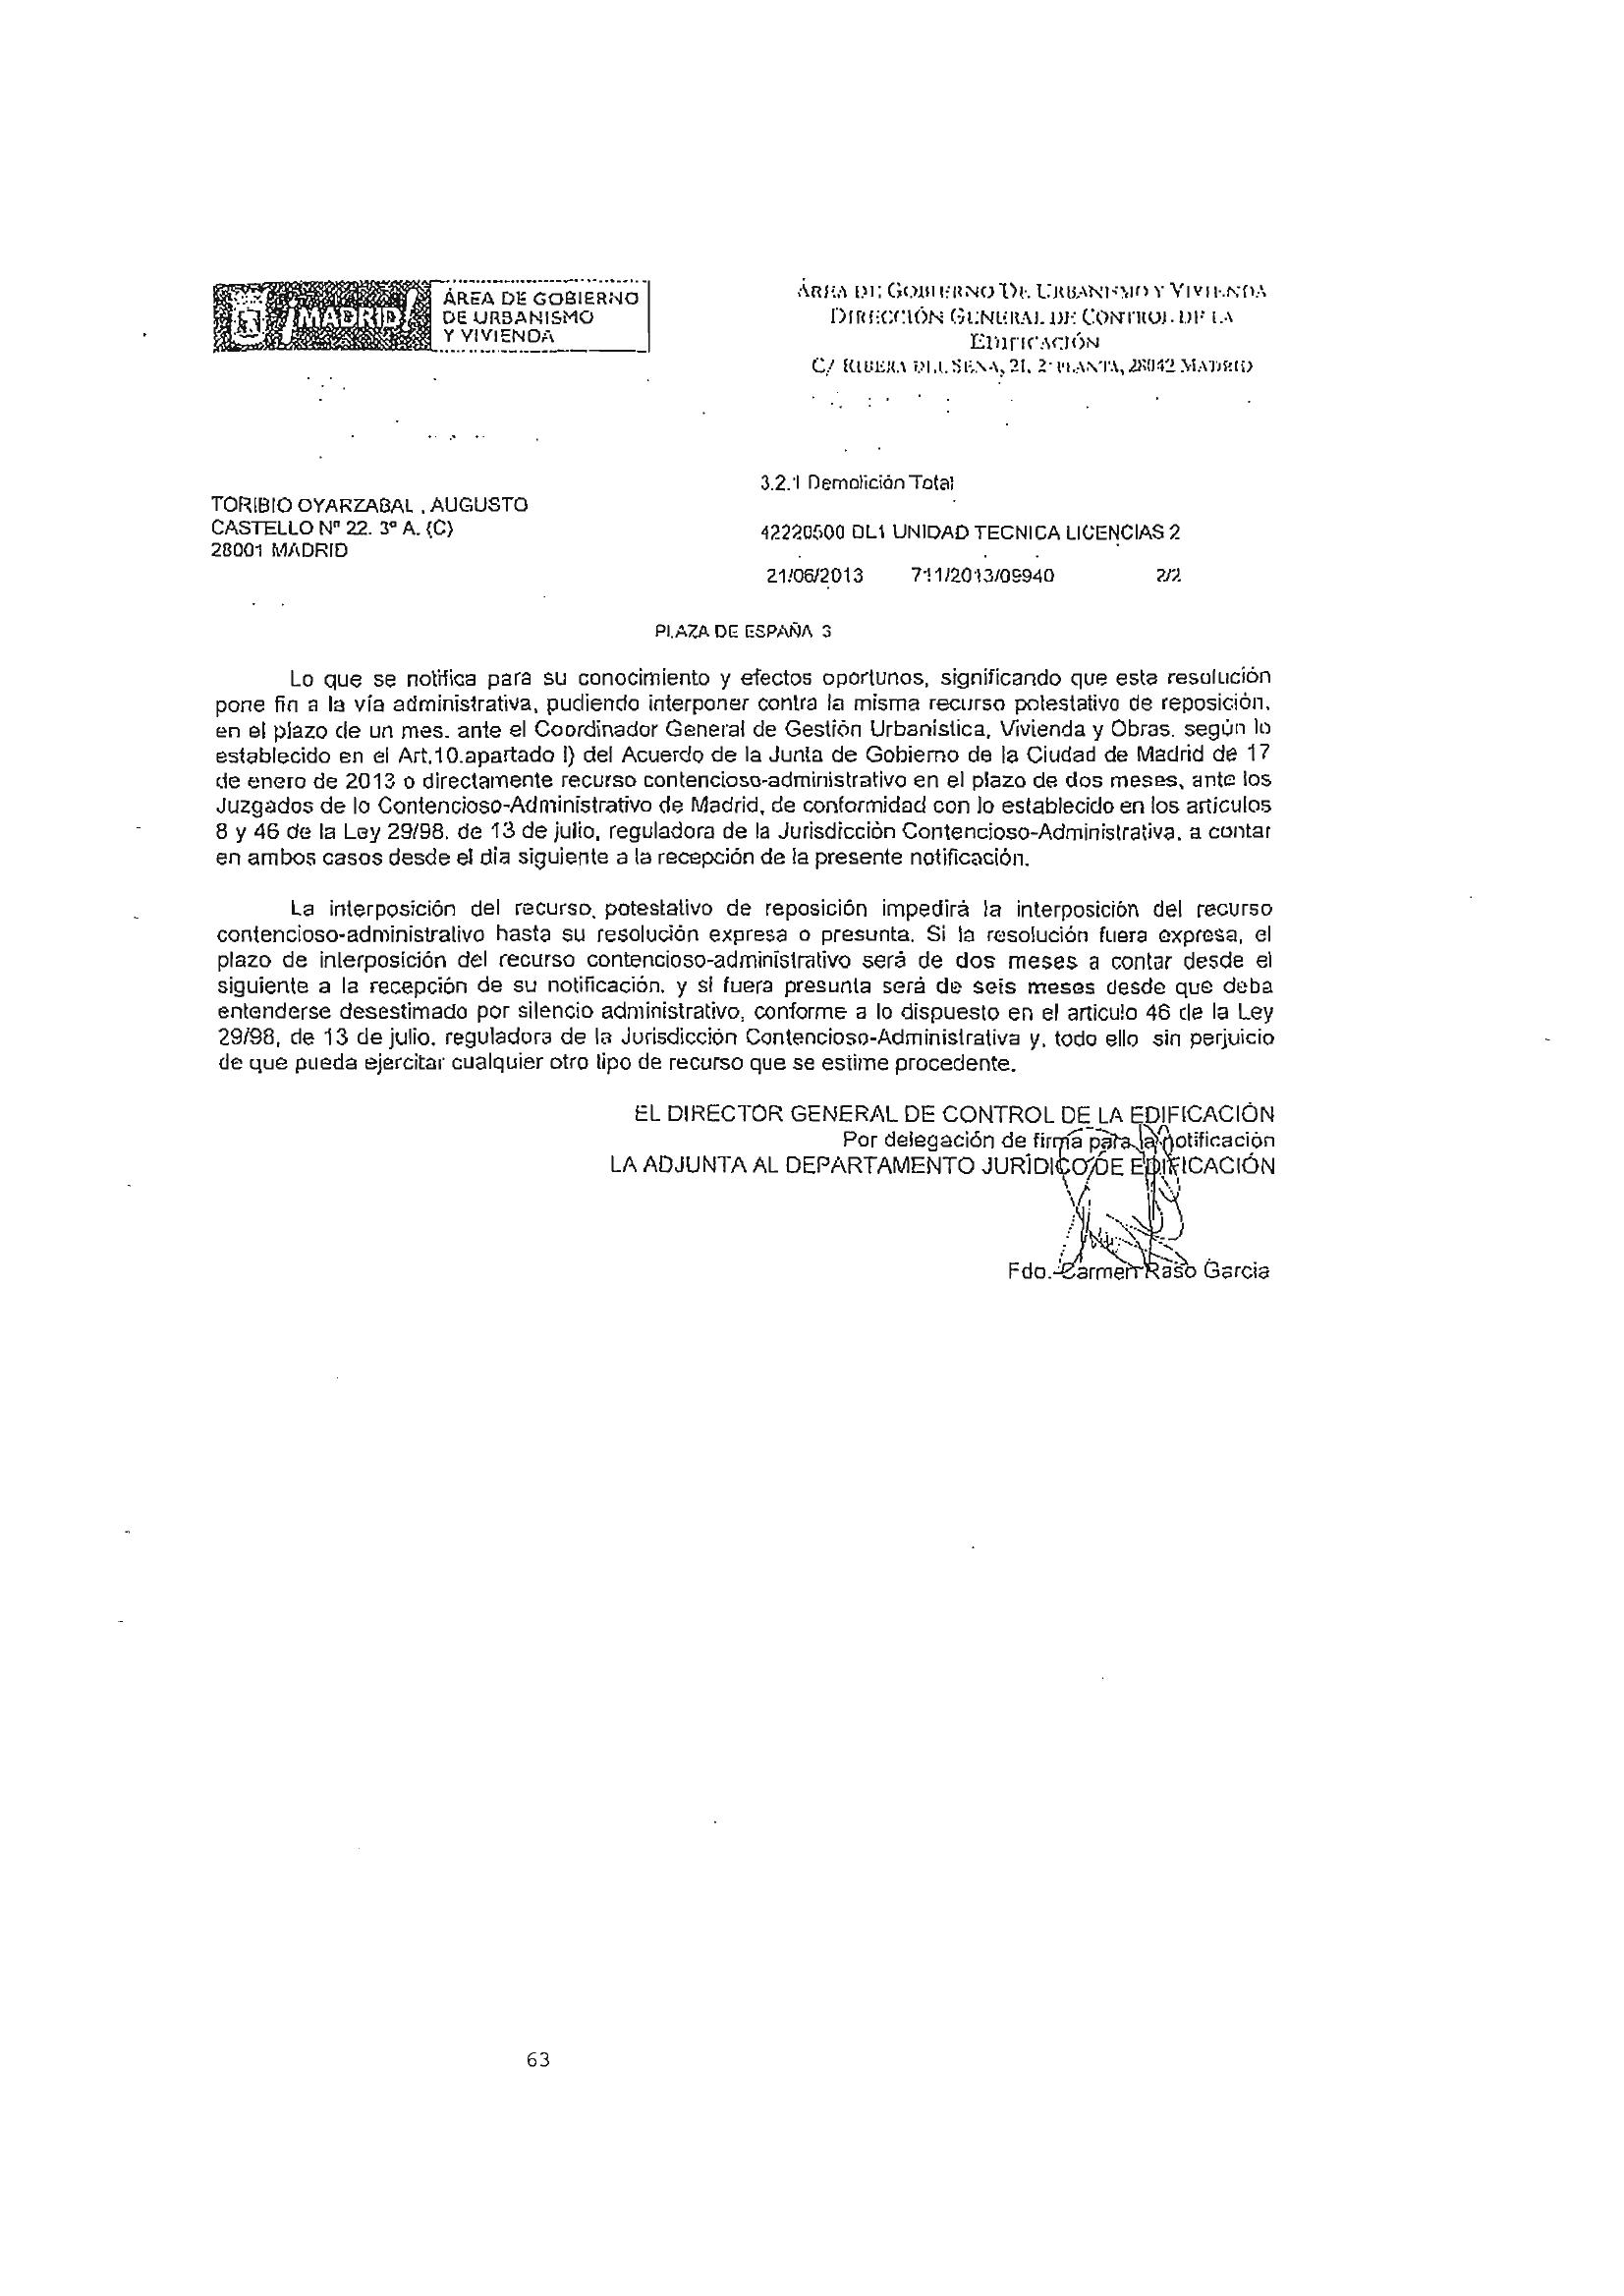 ¡MADRID!
ÁREA DE GOBIERNO
DE URBANISMO
Y VIVIENDA
ÁREA DE GOBIERNO DE URBANISMO Y VIVIENDA
DIRECCIÓN GENERAL DE CONTROL DE LA
EDIFICACIÓN
C/ RIBERA DEL SENA, 21, 2ª PLANTA, 28042 MADRID
3.2.1 Demolición Total
TORIBIO OYARZABAL , AUGUSTO
CASTELLO Nº 22. 3º A. (C)
28001 MADRID
42220500 DL1 UNIDAD TECNICA LICENCIAS 2
21/06/2013 711/2013/09940 2/2
PLAZA DE ESPAÑA 3
Lo que se notifica para su conocimiento y efectos oportunos, significando que esta resolución
pone fin a la vía administrativa, pudiendo interponer contra la misma recurso potestativo de reposición,
en el plazo de un mes. ante el Coordinador General de Gestión Urbanística, Vivienda y Obras. según lo
establecido en el Art.10.apartado l) del Acuerdo de la Junta de Gobierno de la Ciudad de Madrid de 17
de enero de 2013 o directamente recurso contencioso-administrativo en el plazo de dos meses, ante los
Juzgados de lo Contencioso-Administrativo de Madrid, de conformidad con lo establecido en los artículos
8 y 46 de la Ley 29/98. de 13 de julio, reguladora de la Jurisdicción Contencioso-Administrativa. a contar
en ambos casos desde el día siguiente a la recepción de la presente notificación.
La interposición del recurso potestativo de reposición impedirá la interposición del recurso
contencioso-administrativo hasta su resolución expresa o presunta. Si la resolución fuera expresa, el
plazo de interposición del recurso contencioso-administrativo será de dos meses a contar desde el
siguiente a la recepción de su notificación. y si fuera presunta será de seis meses desde que deba
entenderse desestimado por silencio administrativo, conforme a lo dispuesto en el artículo 46 de la Ley
29/98, de 13 de julio. reguladora de la Jurisdicción Contencioso-Administrativa y, todo ello sin perjuicio
de que pueda ejercitar cualquier otro tipo de recurso que se estime procedente.
EL DIRECTOR GENERAL DE CONTROL DE LA EDIFICACIÓN
Por delegación de firma para la notificación
LA ADJUNTA AL DEPARTAMENTO JURÍDICO DE EDIFICACIÓN
Fdo.-Carmen Raso Garcia
63